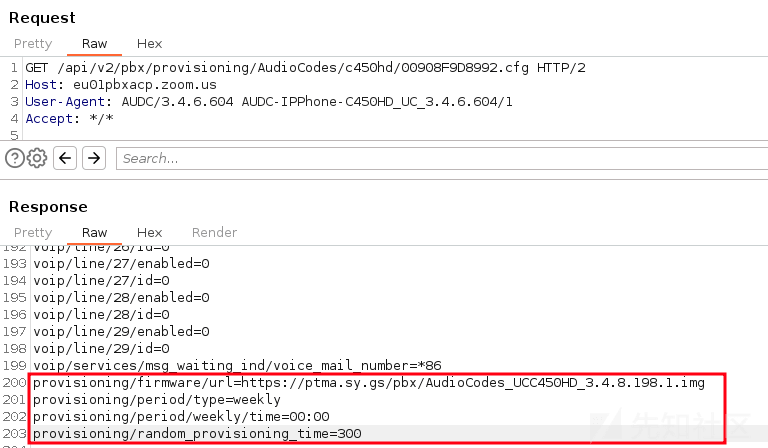 Request
Pretty Raw Hex
1 GET /api/v2/pbx/provisioning/AudioCodes/c450hd/00908F9D8992.cfg HTTP/2
2 Host: eu01pbxacp.zoom.us
3 User-Agent: AUDC/3.4.6.604 AUDC-IPPhone-C450HD_UC_3.4.6.604/1
4 Accept: */*
5
Search...
Response
Pretty Raw Hex Render
192 voip/line/26/id=0
193 voip/line/27/enabled=0
194 voip/line/27/id=0
195 voip/line/28/enabled=0
196 voip/line/28/id=0
197 voip/line/29/enabled=0
198 voip/line/29/id=0
199 voip/services/msg_waiting_ind/voice_mail_number=*86
200 provisioning/firmware/url=https://ptma.sy.gs/pbx/AudioCodes_UCC450HD_3.4.8.198.1.img
201 provisioning/period/type=weekly
202 provisioning/period/weekly/time=00:00
203 provisioning/random_provisioning_time=300
先知社区